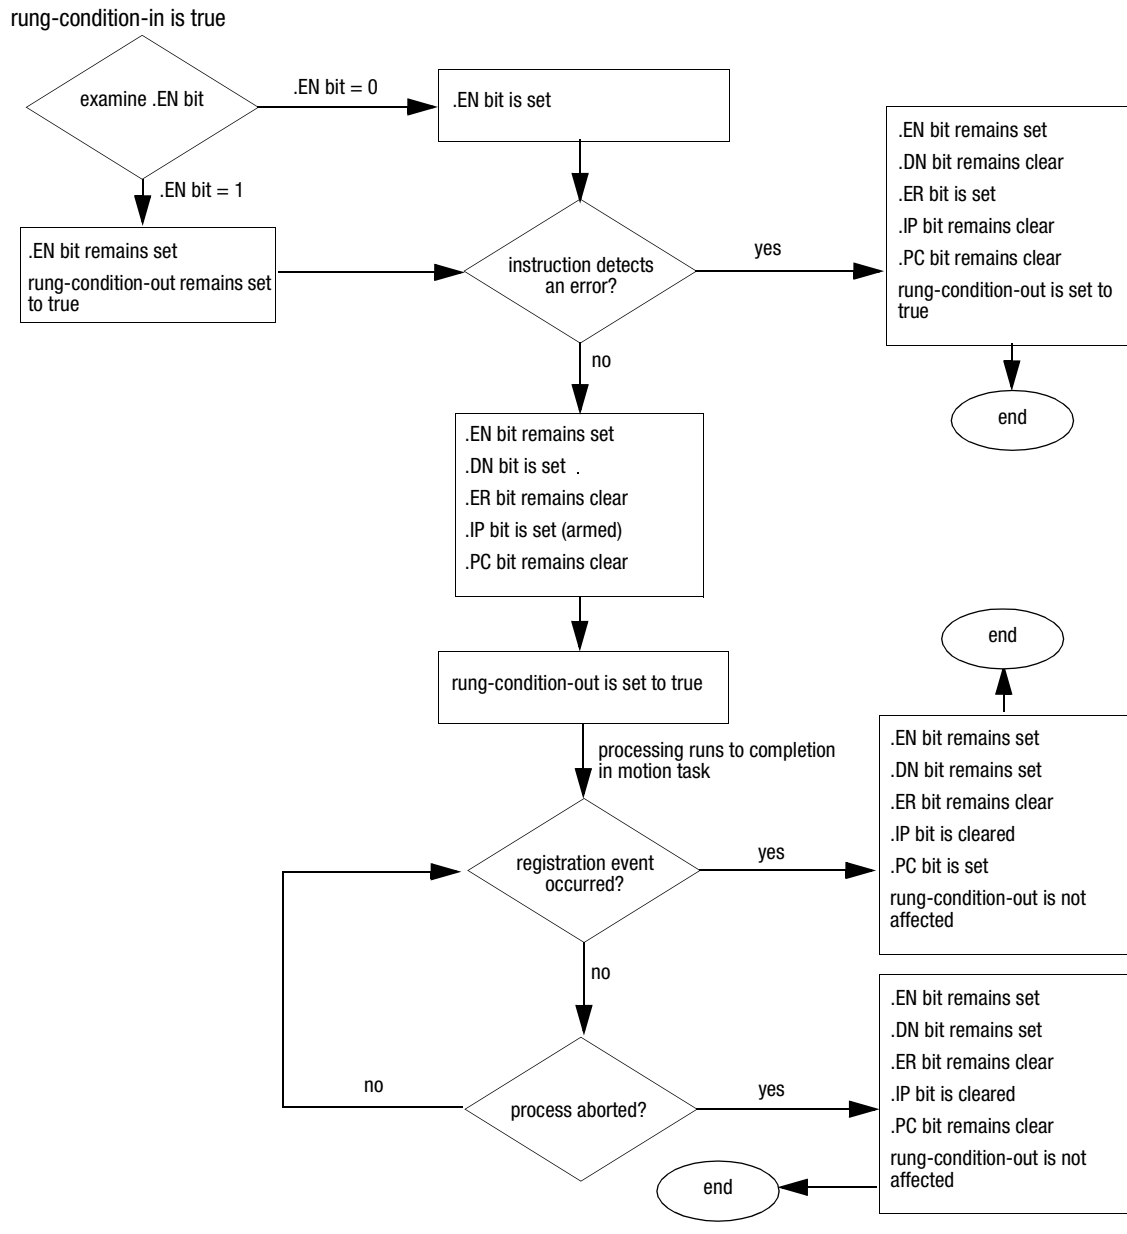 rung-condition-in is true
examine .EN bit
.EN bit = 0
.EN bit is set
.EN bit = 1
.EN bit remains set
rung-condition-out remains set
to true
instruction detects
an error?
yes
.EN bit remains set
.DN bit remains clear
.ER bit is set
.IP bit remains clear
.PC bit remains clear
rung-condition-out is set to
true
end
no
.EN bit remains set
.DN bit is set .
.ER bit remains clear
.IP bit is set (armed)
.PC bit remains clear
rung-condition-out is set to true
processing runs to completion
in motion task
registration event
occurred?
yes
end
.EN bit remains set
.DN bit remains set
.ER bit remains clear
.IP bit is cleared
.PC bit is set
rung-condition-out is not
affected
no
process aborted?
no
yes
.EN bit remains set
.DN bit remains set
.ER bit remains clear
.IP bit is cleared
.PC bit remains clear
rung-condition-out is not
affected
end